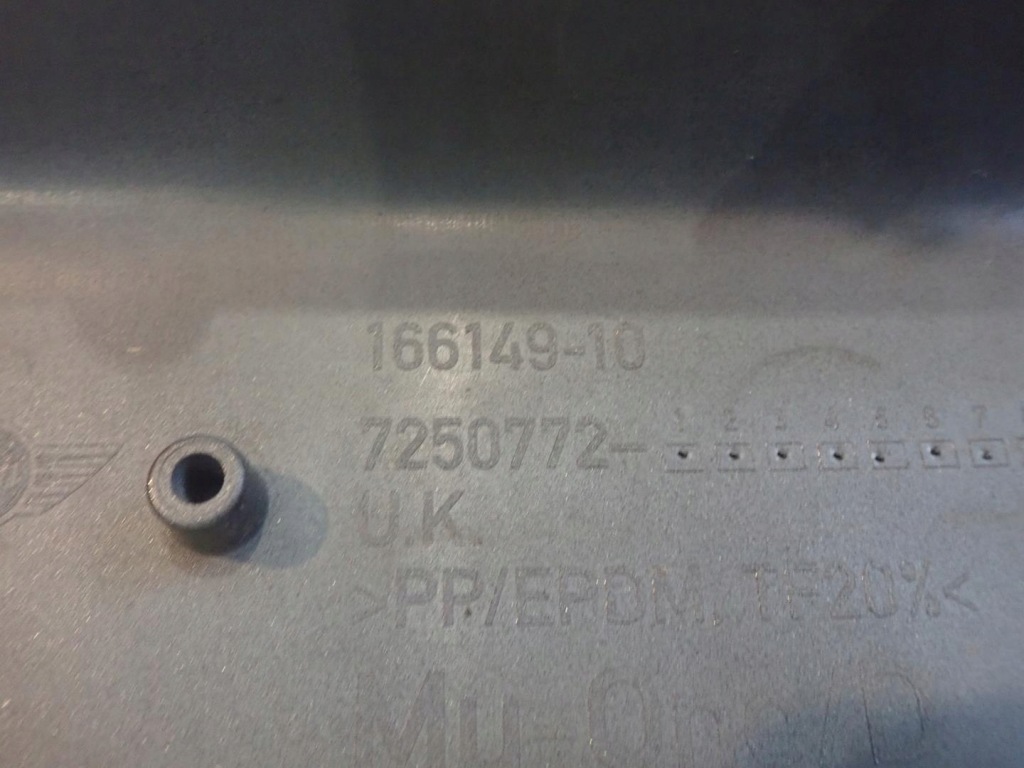 166149-10
7250772- 1 2 3 4 5 6 7
U.K.
>PP/EPDM, TF20%<